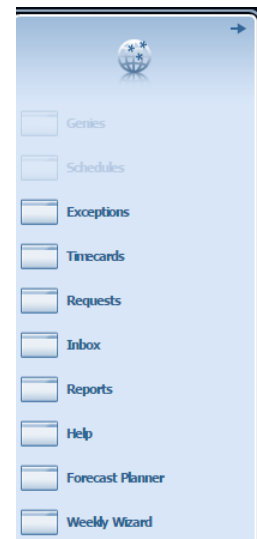 Genies
Schedules
Exceptions
Timecards
Requests
Inbox
Reports
Help
Forecast Planner
Weekly Wizard